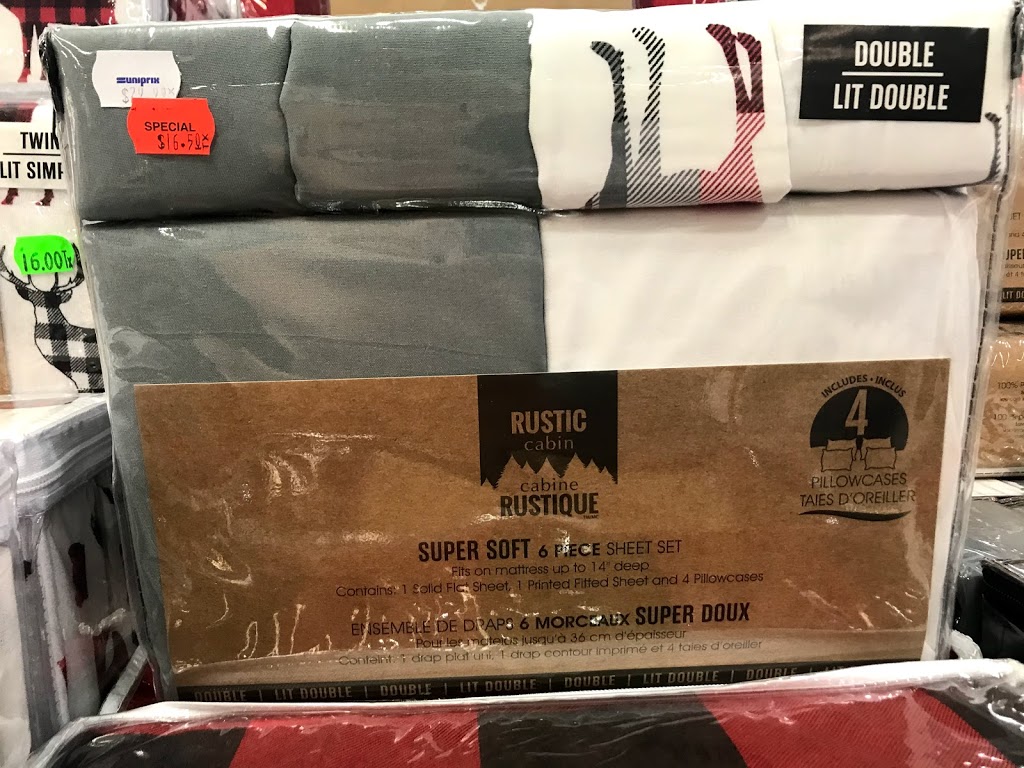 uniprix
SPECIAL
$16.50
TX
DOUBLE
LIT DOUBLE
TWIN
LIT SIMP
16.00Tx
INCLUDES • INCLUS
4
PILLOWCASES
TAIES D'OREILLER
RUSTIC
cabin
cabine
RUSTIQUE
SUPER SOFT 6 PIECE SHEET SET
Fits on mattress up to 14" deep
Contains: 1 Solid Flat Sheet, 1 Printed Fitted Sheet and 4 Pillowcases
ENSEMBLE DE DRAPS 6 MORCEAUX SUPER DOUX
Pour les matelas jusqu'à 36 cm d'épaisseur
Contient: 1 drap plat uni, 1 drap contour imprimé et 4 taies d'oreiller
DOUBLE | LIT DOUBLE | DOUBLE | LIT DOUBLE | DOUBLE | LIT DOUBLE | DOUBLE | LIT DOUBLE